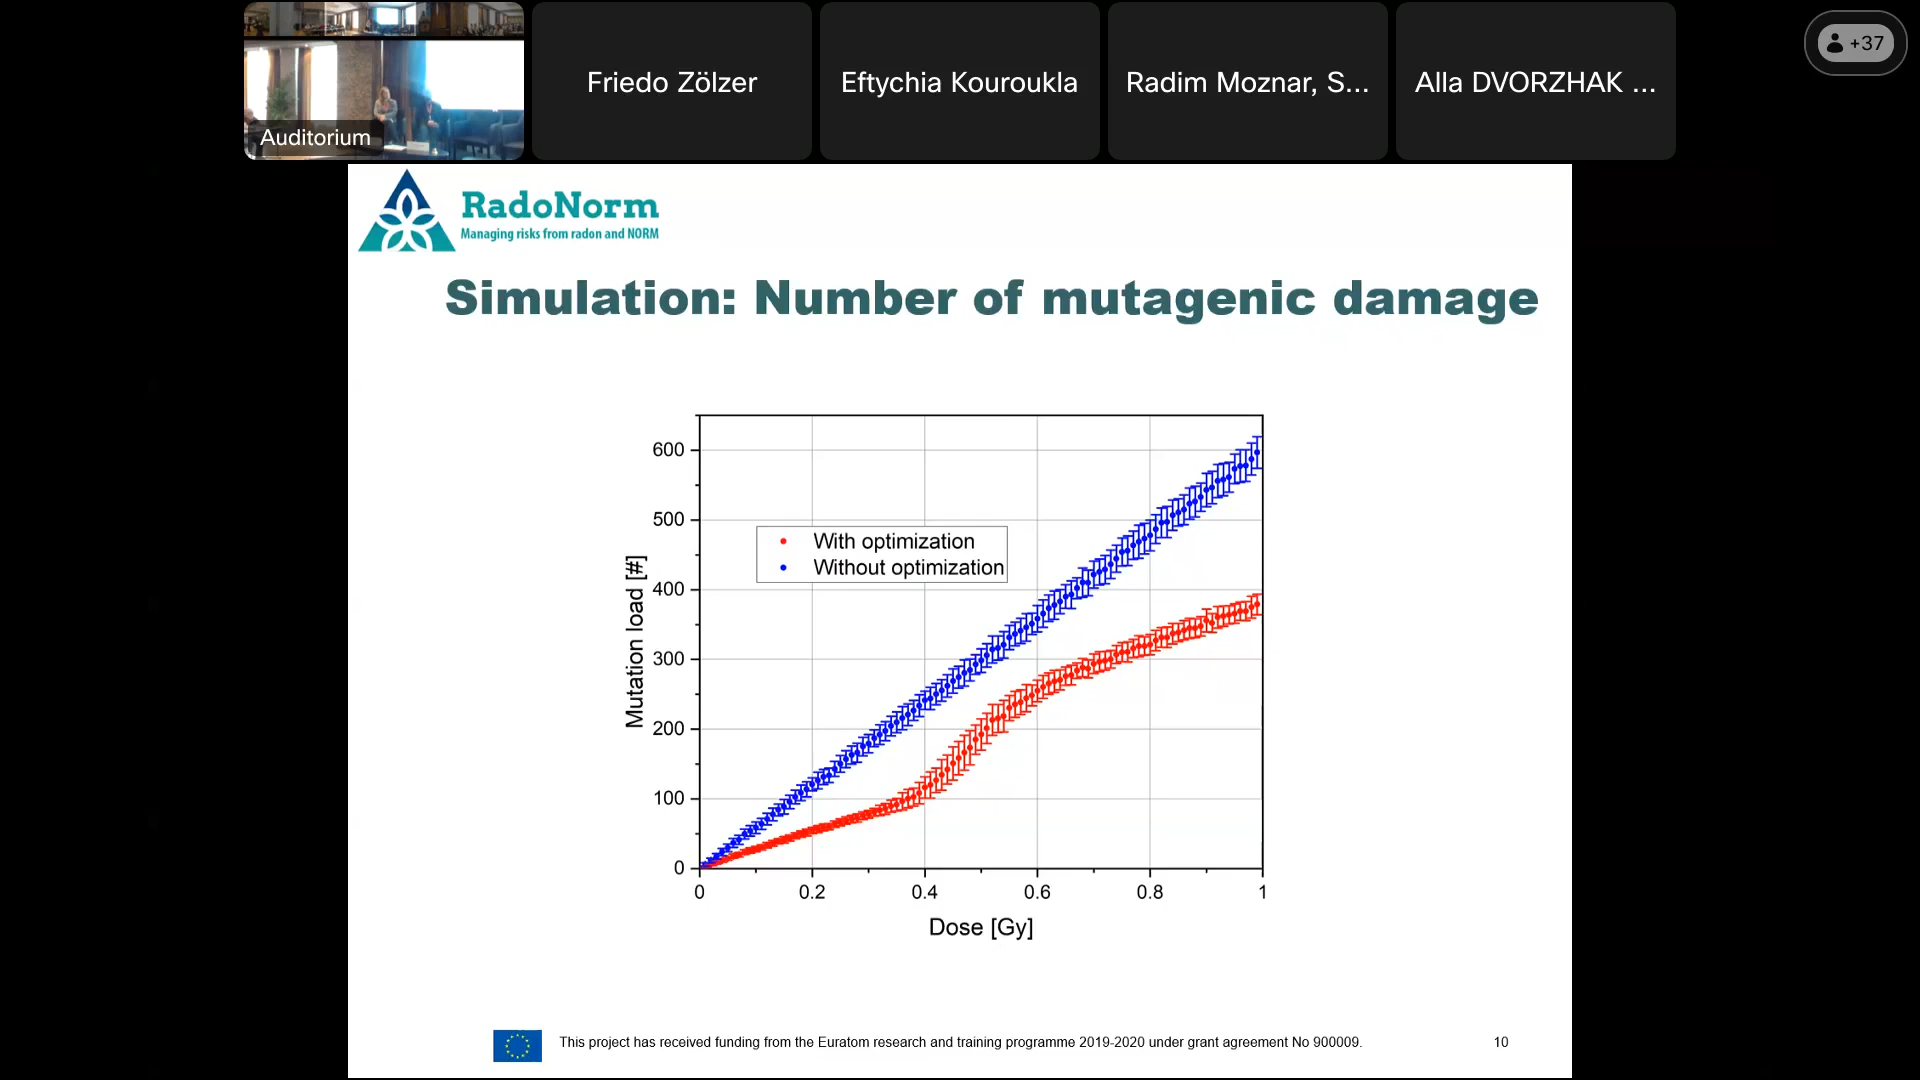 Auditorium
Friedo Zölzer
Eftychia Kouroukla
Radim Moznar, S...
Alla DVORZHAK ...
+37
RadoNorm
Managing risks from radon and NORM
Simulation: Number of mutagenic damage
With optimization
Without optimization
Mutation load [#]
600
500
400
300
200
100
0
0
0.2
0.4
0.6
0.8
1
Dose [Gy]
This project has received funding from the Euratom research and training programme 2019-2020 under grant agreement No 900009.
10